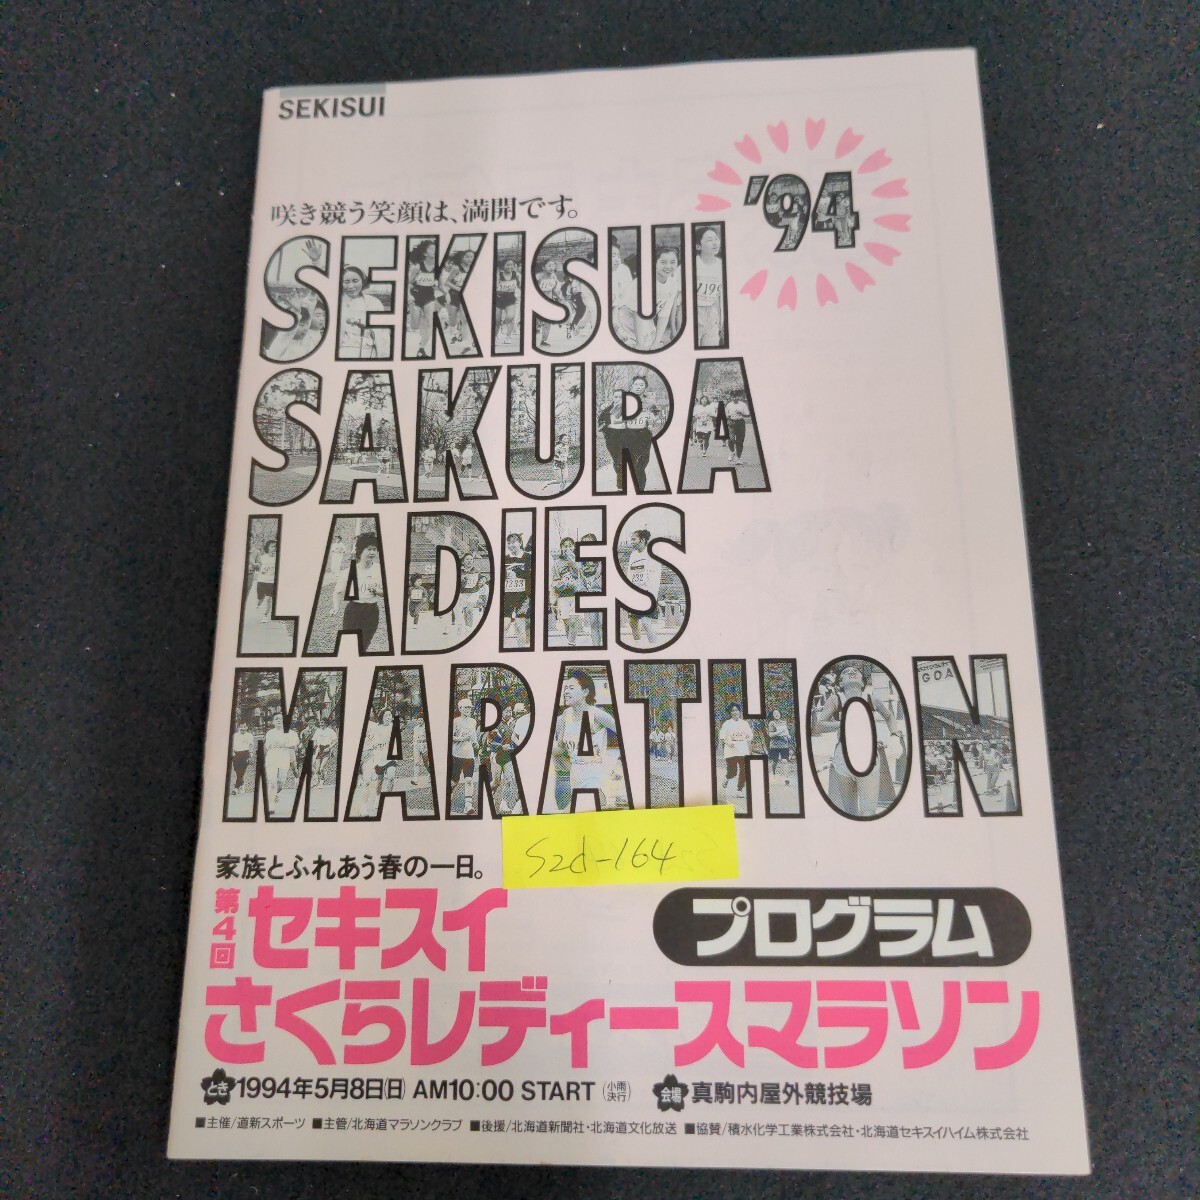 SEKISUI
'94
咲き競う笑顔は、満開です。
SEKISUI
SAKURA
LADIES
MARATHON
GOA
S2d-164
家族とふれあう春の一日。
第4回 セキスイ
プログラム
さくらレディースマラソン
とき 1994年5月8日(日) AM10:00 START (小雨決行) 会場 真駒内屋外競技場
■主催/道新スポーツ ■主管/北海道マラソンクラブ ■後援/北海道新聞社・北海道文化放送 ■協賛/積水化学工業株式会社・北海道セキスイハイム株式会社